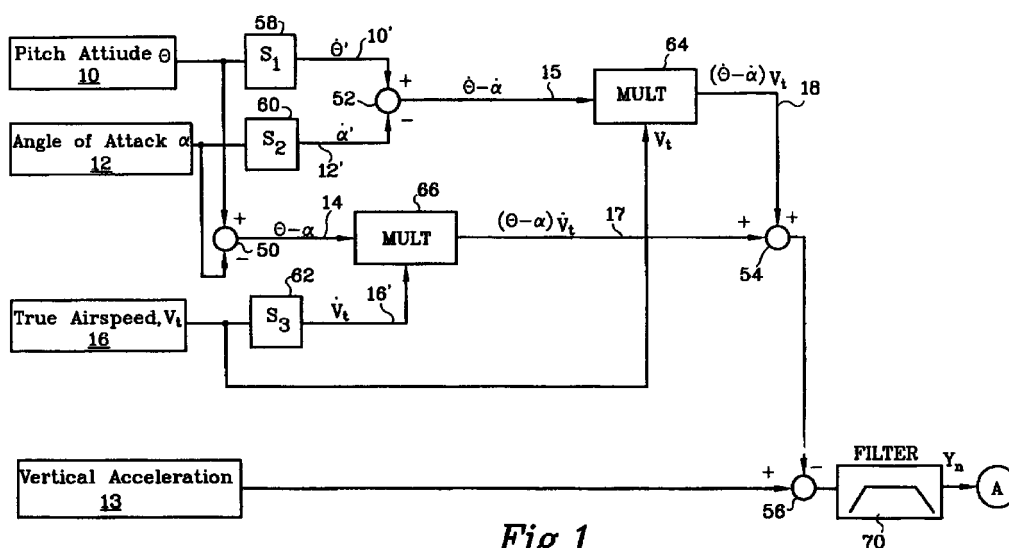 Pitch Attiude Θ
10
58
S1
Θ̇'
10'
+
52
−
Θ̇−α̇
15
64
MULT
(Θ̇−α̇) Vt
18
Vt
Angle of Attack α
12
60
S2
α̇'
12'
+
50
−
Θ−α
14
66
MULT
(Θ−α) V̇t
17
+
+
54
True Airspeed, Vt
16
62
S3
V̇t
16'
Vertical Acceleration
13
+
−
56
FILTER
70
Yn
A
Fig 1